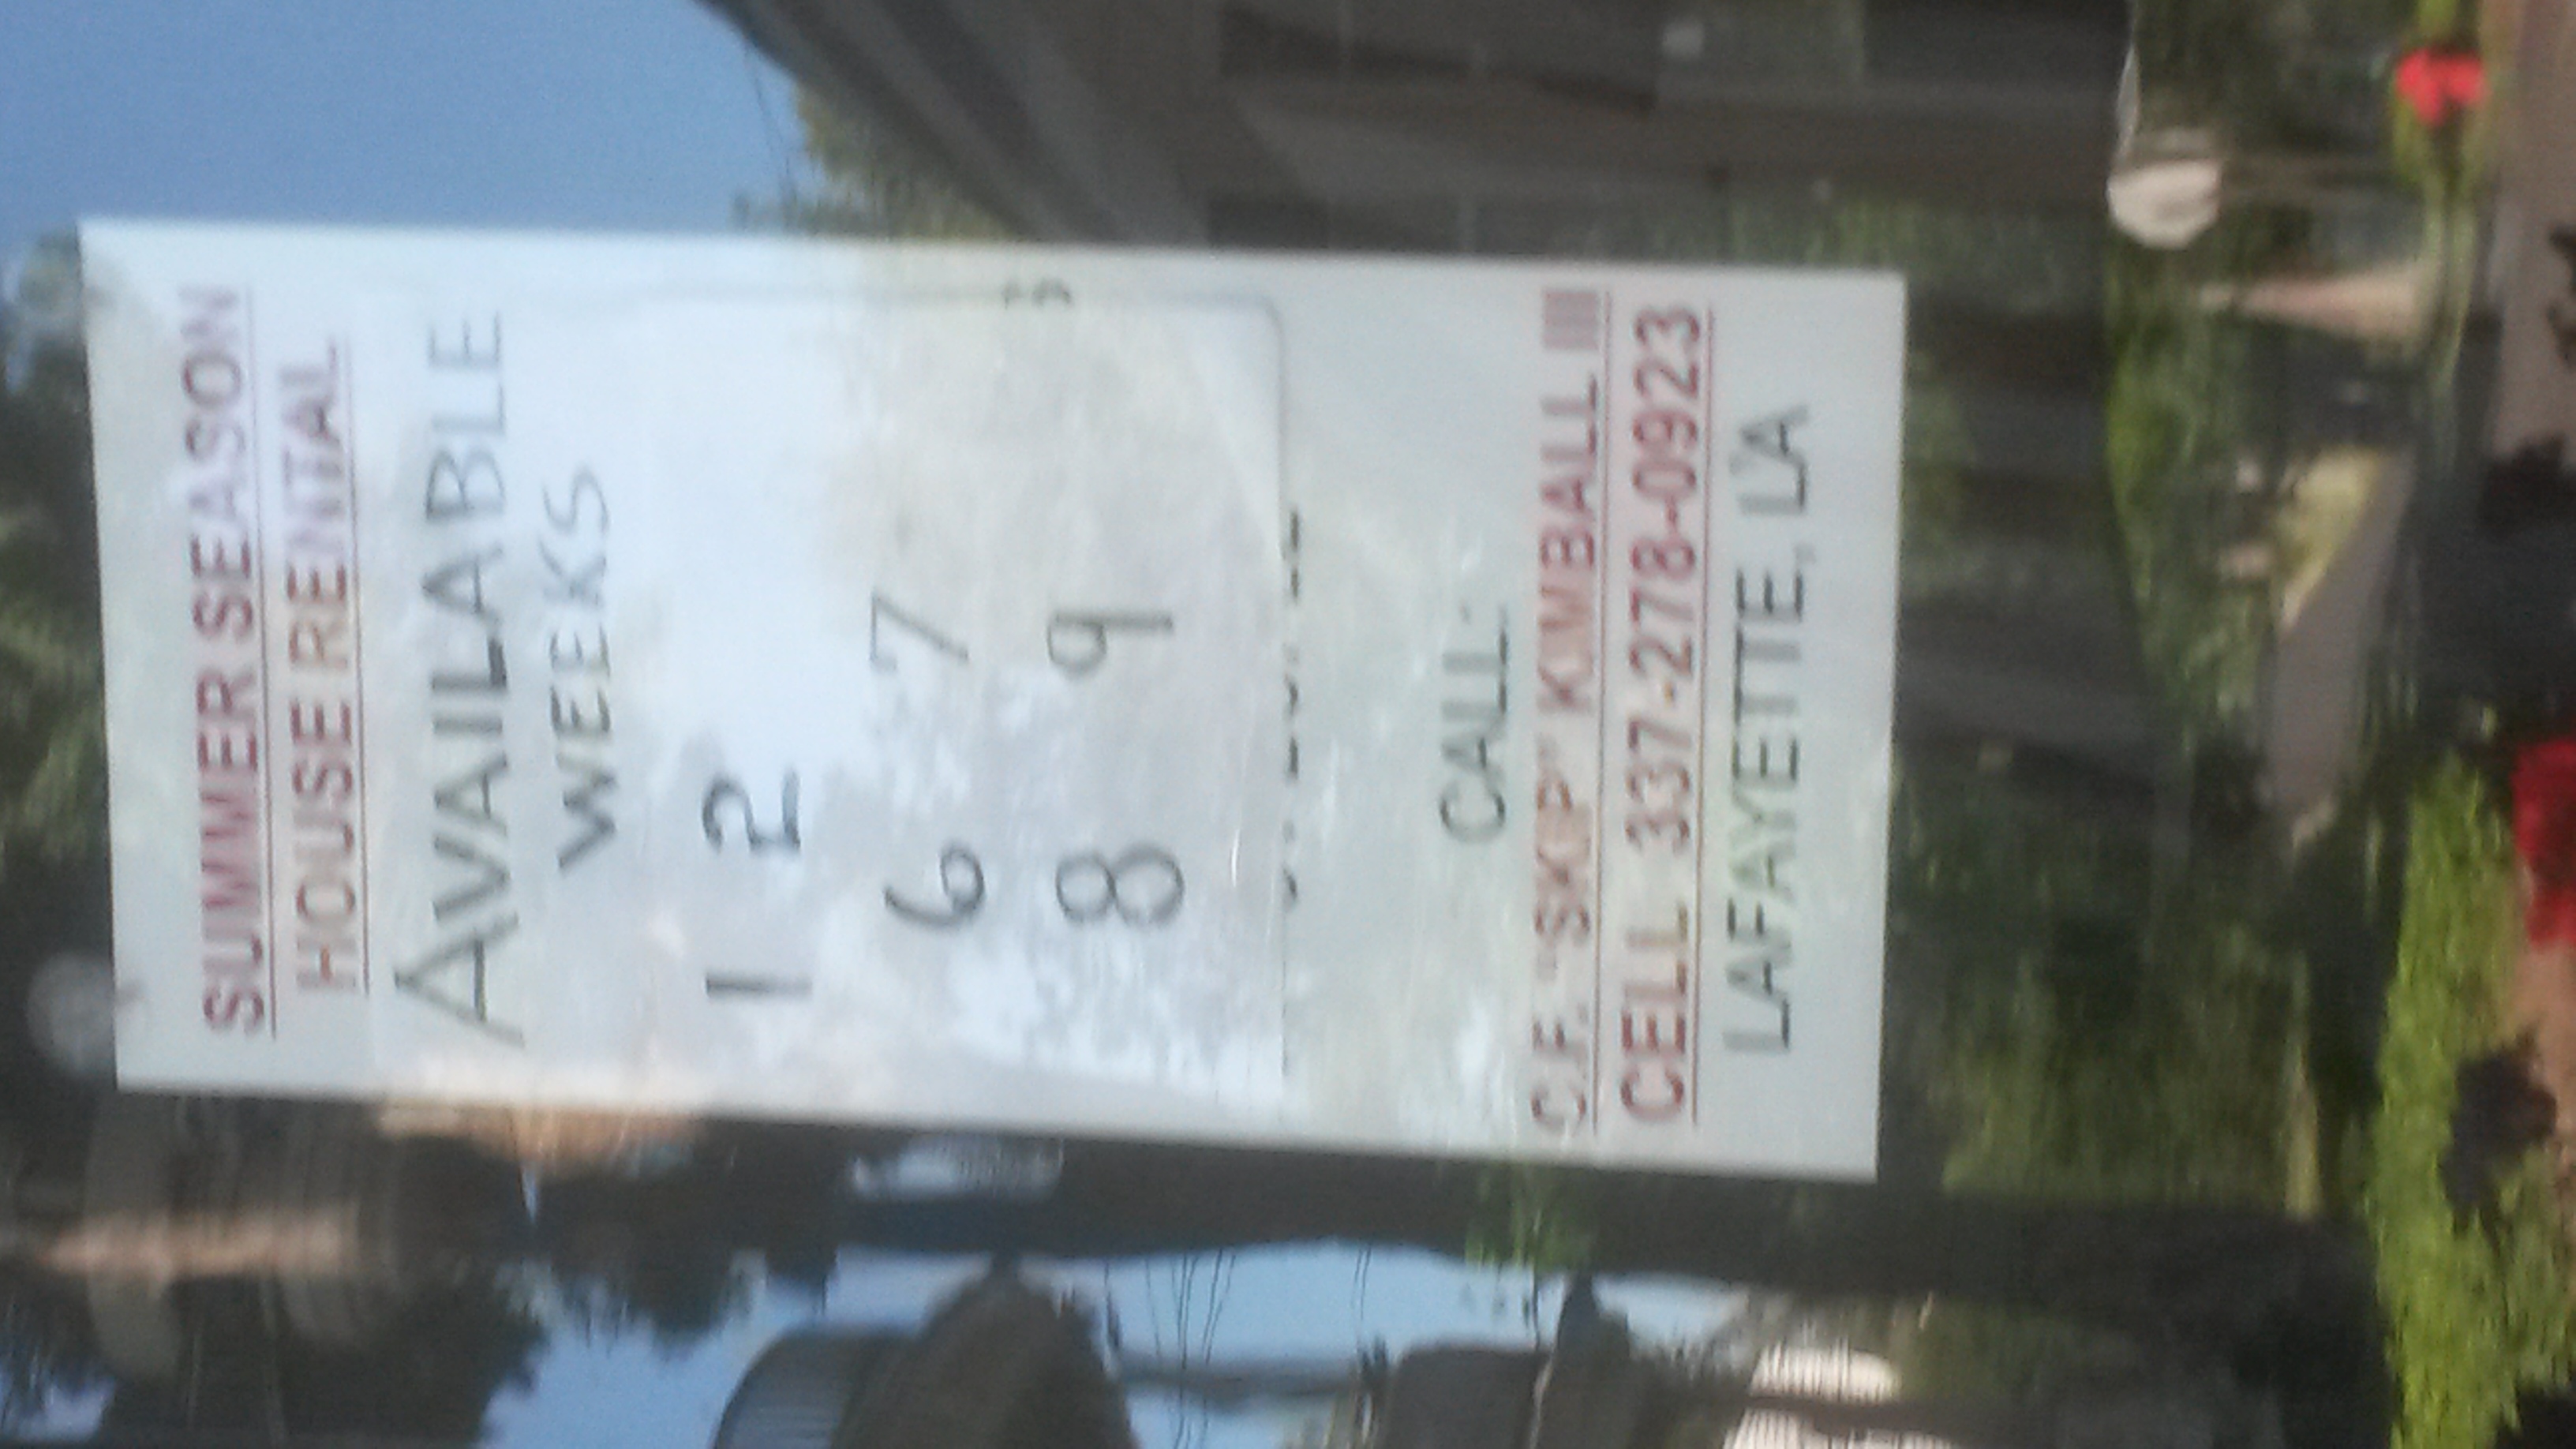 SUMMER SEASON
HOUSE RENTAL
AVAILABLE
WEEKS
1 2
6 7
8 9
CALL:
C.F. "SKIP" KIMBALL III
CELL 337-278-0923
LAFAYETTE, LA